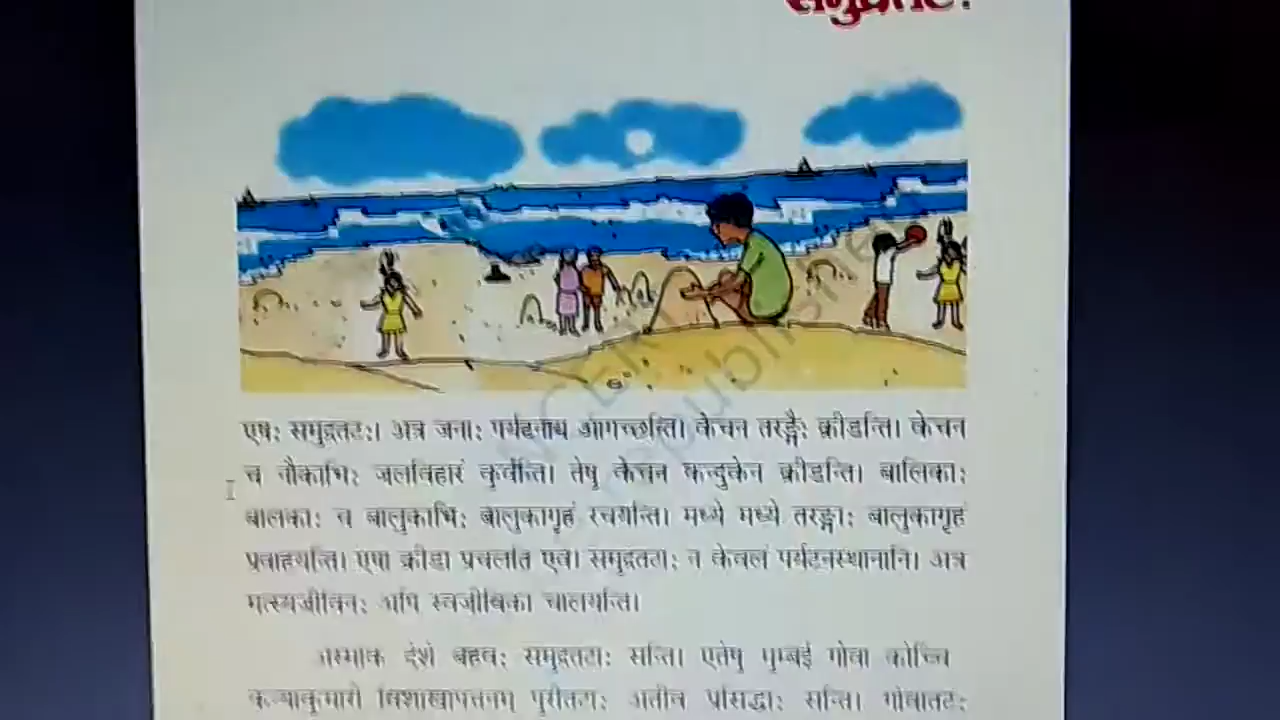 समुद्रतटः
एषः समुद्रतटः। अत्र जनाः पर्यटनाय आगच्छन्ति। केचन तरङ्गैः क्रीडन्ति। केचन
च नौकाभिः जलविहारं कुर्वन्ति। तेषु केचन कन्दुकेन क्रीडन्ति। बालिकाः
बालकाः च बालुकाभिः बालुकागृहं रचयन्ति। मध्ये मध्ये तरङ्गाः बालुकागृहं
प्रवाहयन्ति। एषा क्रीडा प्रचलति एव। समुद्रतटाः न केवलं पर्यटनस्थानानि। अत्र
मत्स्यजीविनः अपि स्वजीविकां चालयन्ति।
अस्माकं देशे बहवः समुद्रतटाः सन्ति। एतेषु मुम्बई गोवा कोच्चि
कन्याकुमारी विशाखापत्तनम् पुरीतटाः अतीव प्रसिद्धाः सन्ति। गोवातटः